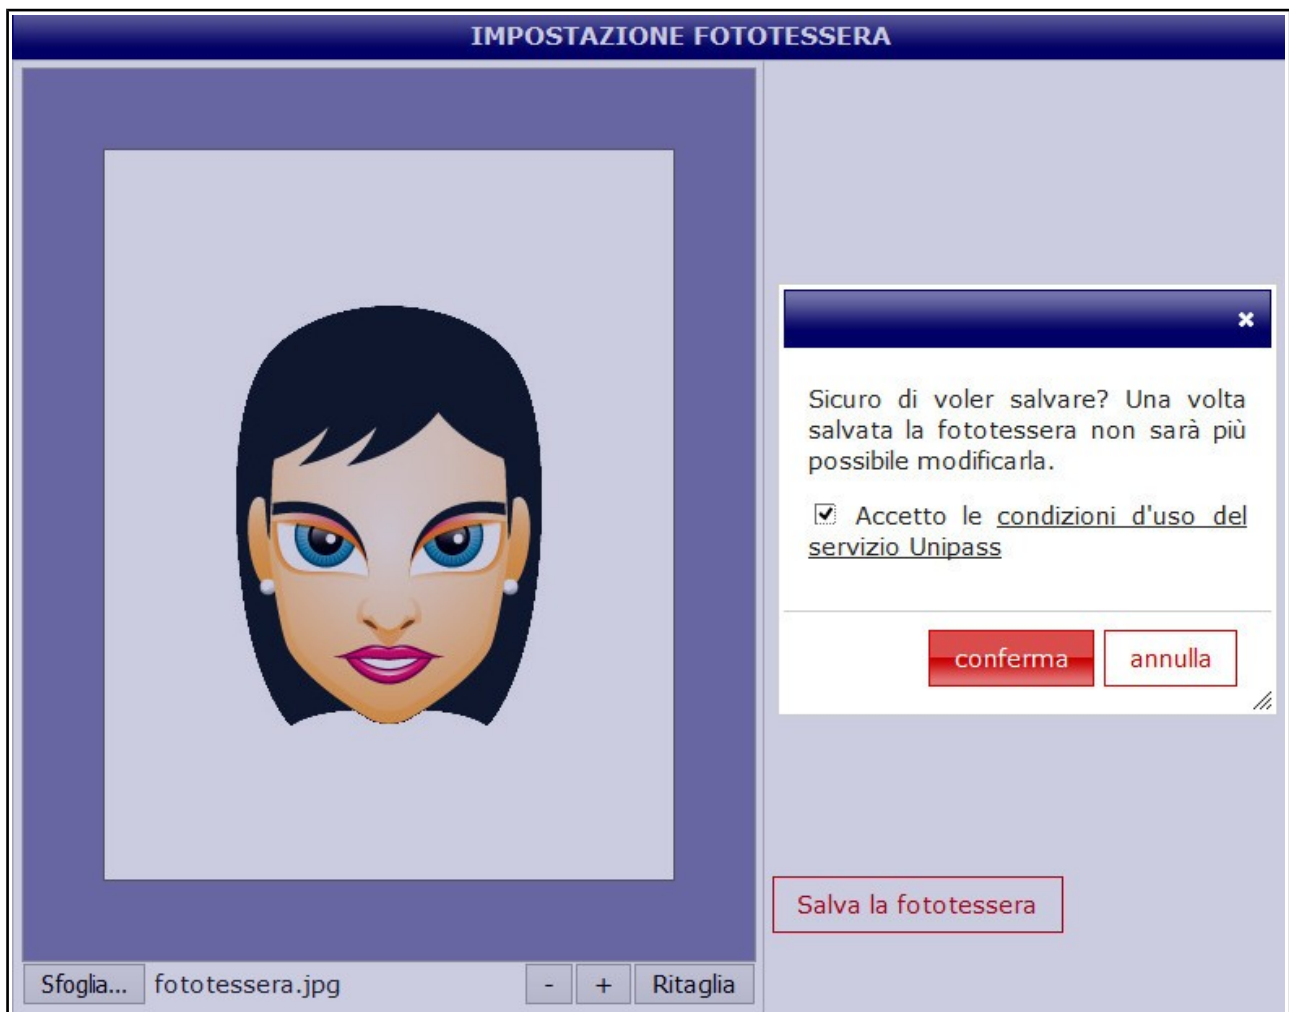 IMPOSTAZIONE FOTOTESSERA
Sicuro di voler salvare? Una volta
salvata la fototessera non sarà più
possibile modificarla.
Accetto le condizioni d'uso del
servizio Unipass
conferma
annulla
Salva la fototessera
Sfoglia...
fototessera.jpg
-
+
Ritaglia